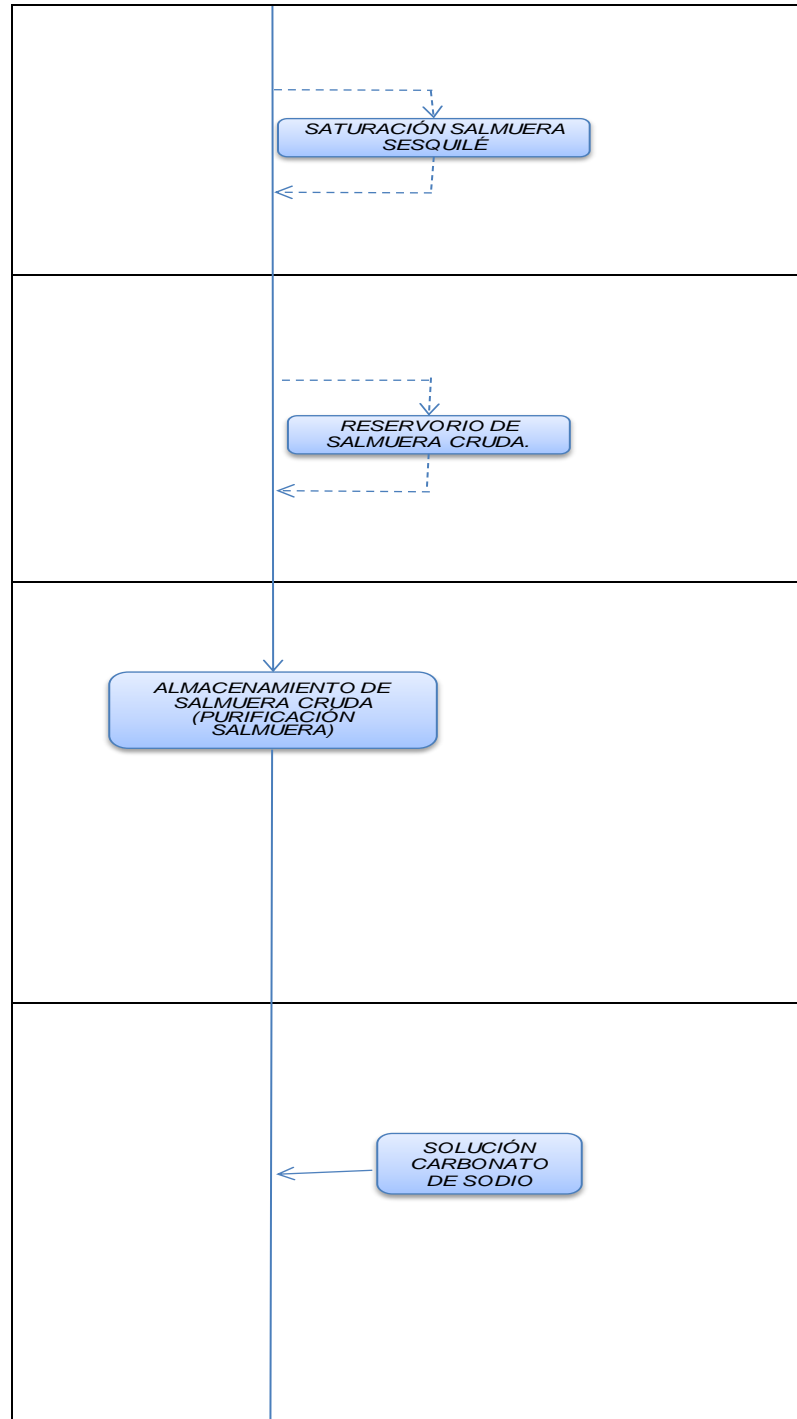 SATURACIÓN SALMUERA
SESQUILÉ
RESERVORIO DE
SALMUERA CRUDA.
ALMACENAMIENTO DE
SALMUERA CRUDA
(PURIFICACIÓN
SALMUERA)
SOLUCIÓN
CARBONATO
DE SODIO